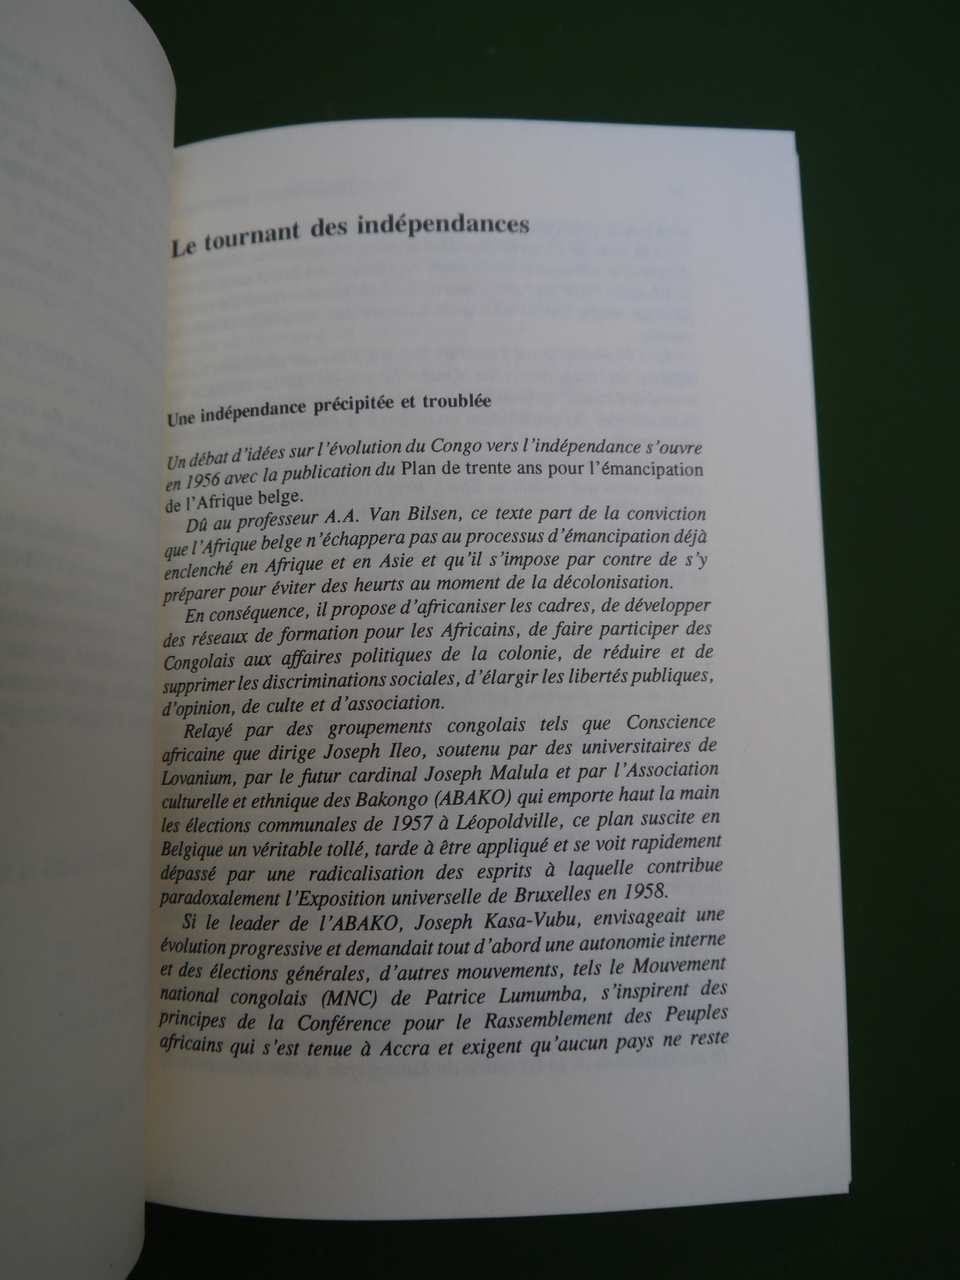 Le tournant des indépendances
Une indépendance précipitée et troublée
Un débat d'idées sur l'évolution du Congo vers l'indépendance s'ouvre
en 1956 avec la publication du Plan de trente ans pour l'émancipation
de l'Afrique belge.
Dû au professeur A.A. Van Bilsen, ce texte part de la conviction
que l'Afrique belge n'échappera pas au processus d'émancipation déjà
enclenché en Afrique et en Asie et qu'il s'impose par contre de s'y
préparer pour éviter des heurts au moment de la décolonisation.
En conséquence, il propose d'africaniser les cadres, de développer
des réseaux de formation pour les Africains, de faire participer des
Congolais aux affaires politiques de la colonie, de réduire et de
supprimer les discriminations sociales, d'élargir les libertés publiques,
d'opinion, de culte et d'association.
Relayé par des groupements congolais tels que Conscience
africaine que dirige Joseph Ileo, soutenu par des universitaires de
Lovanium, par le futur cardinal Joseph Malula et par l'Association
culturelle et ethnique des Bakongo (ABAKO) qui emporte haut la main
les élections communales de 1957 à Léopoldville, ce plan suscite en
Belgique un véritable tollé, tarde à être appliqué et se voit rapidement
dépassé par une radicalisation des esprits à laquelle contribue
paradoxalement l'Exposition universelle de Bruxelles en 1958.
Si le leader de l'ABAKO, Joseph Kasa-Vubu, envisageait une
évolution progressive et demandait tout d'abord une autonomie interne
et des élections générales, d'autres mouvements, tels le Mouvement
national congolais (MNC) de Patrice Lumumba, s'inspirent des
principes de la Conférence pour le Rassemblement des Peuples
africains qui s'est tenue à Accra et exigent qu'aucun pays ne reste